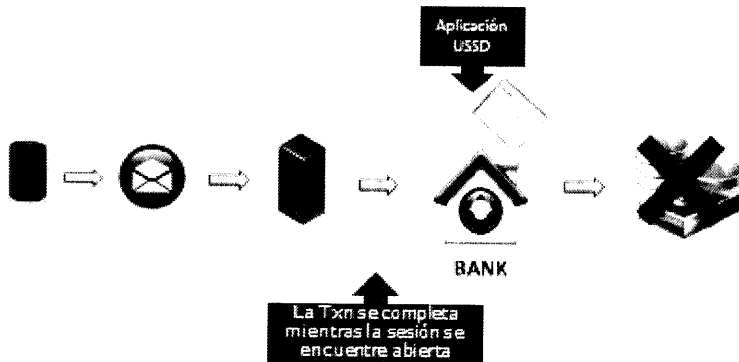 Aplicación
USSD
BANK
La Txn se completa
mientras la sesión se
encuentre abierta